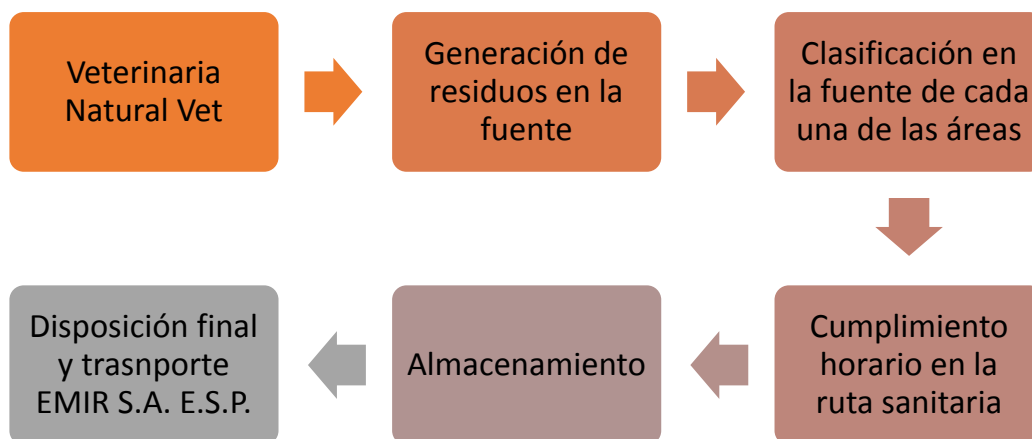 Veterinaria
Natural Vet
Generación de
residuos en la
fuente
Clasificación en
la fuente de cada
una de las áreas
Cumplimiento
horario en la
ruta sanitaria
Almacenamiento
Disposición final
y trasnporte
EMIR S.A. E.S.P.